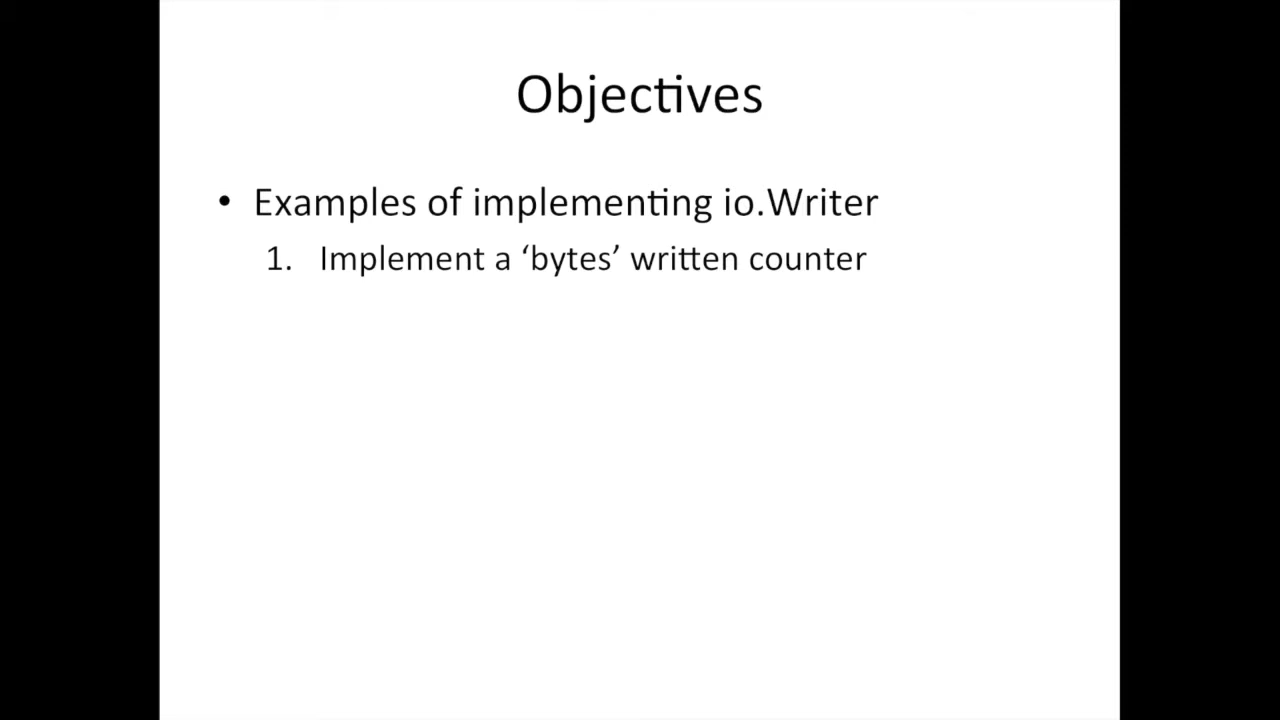 Objectives
• Examples of implementing io.Writer
1. Implement a ‘bytes’ written counter